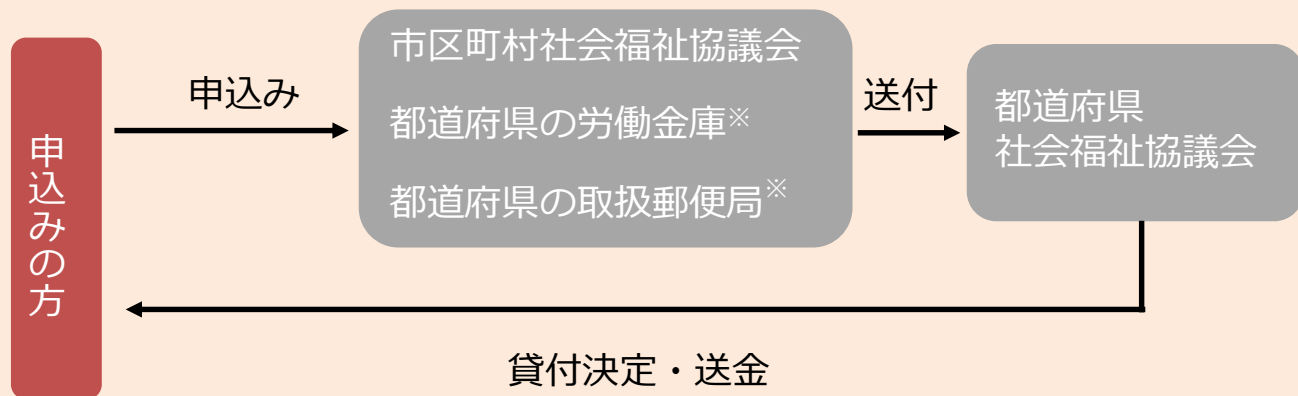 申込みの方
申込み
市区町村社会福祉協議会
都道府県の労働金庫※
都道府県の取扱郵便局※
送付
都道府県
社会福祉協議会
貸付決定・送金